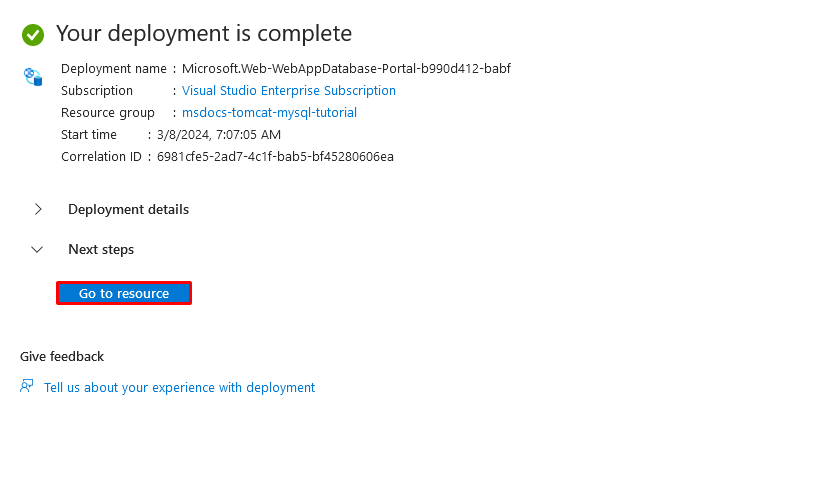 Your deployment is complete
Deployment name : Microsoft.Web-WebAppDatabase-Portal-b990d412-babf
Subscription : Visual Studio Enterprise Subscription
Resource group : msdocs-tomcat-mysql-tutorial
Start time : 3/8/2024, 7:07:05 AM
Correlation ID : 6981cfe5-2ad7-4c1f-bab5-bf45280606ea
Deployment details
Next steps
Go to resource
Give feedback
Tell us about your experience with deployment